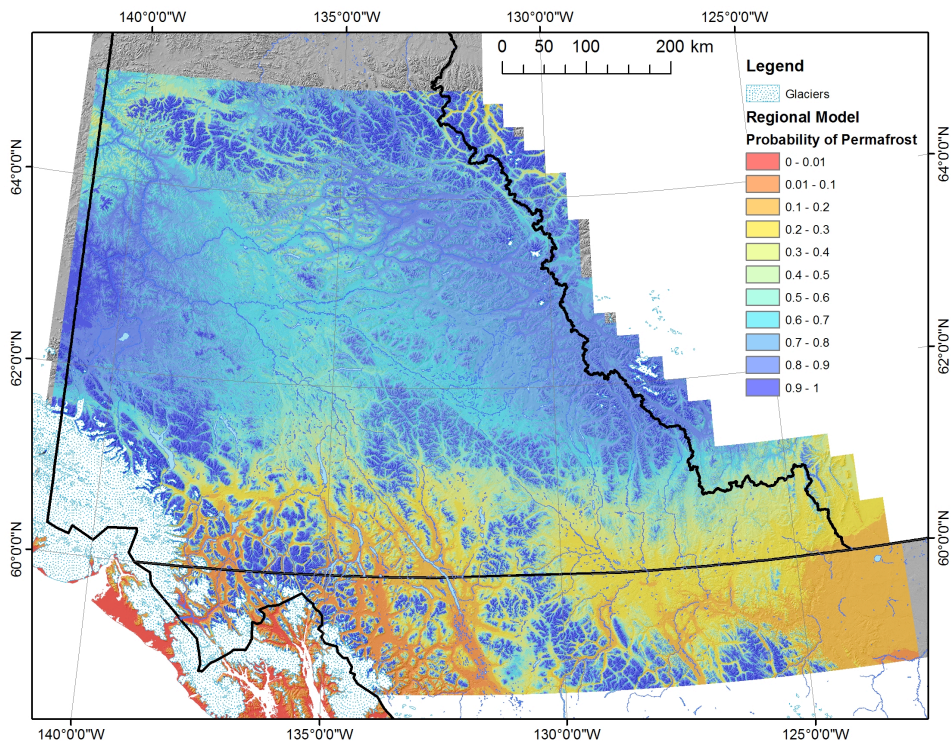 140°0'0"W 135°0'0"W 130°0'0"W 125°0'0"W
0 50 100 200 km
Legend
Glaciers
Regional Model
Probability of Permafrost
0 - 0.01
0.01 - 0.1
0.1 - 0.2
0.2 - 0.3
0.3 - 0.4
0.4 - 0.5
0.5 - 0.6
0.6 - 0.7
0.7 - 0.8
0.8 - 0.9
0.9 - 1
64°0'0"N
64°0'0"N
62°0'0"N
62°0'0"N
60°0'0"N
60°0'0"N
140°0'0"W 135°0'0"W 130°0'0"W 125°0'0"W